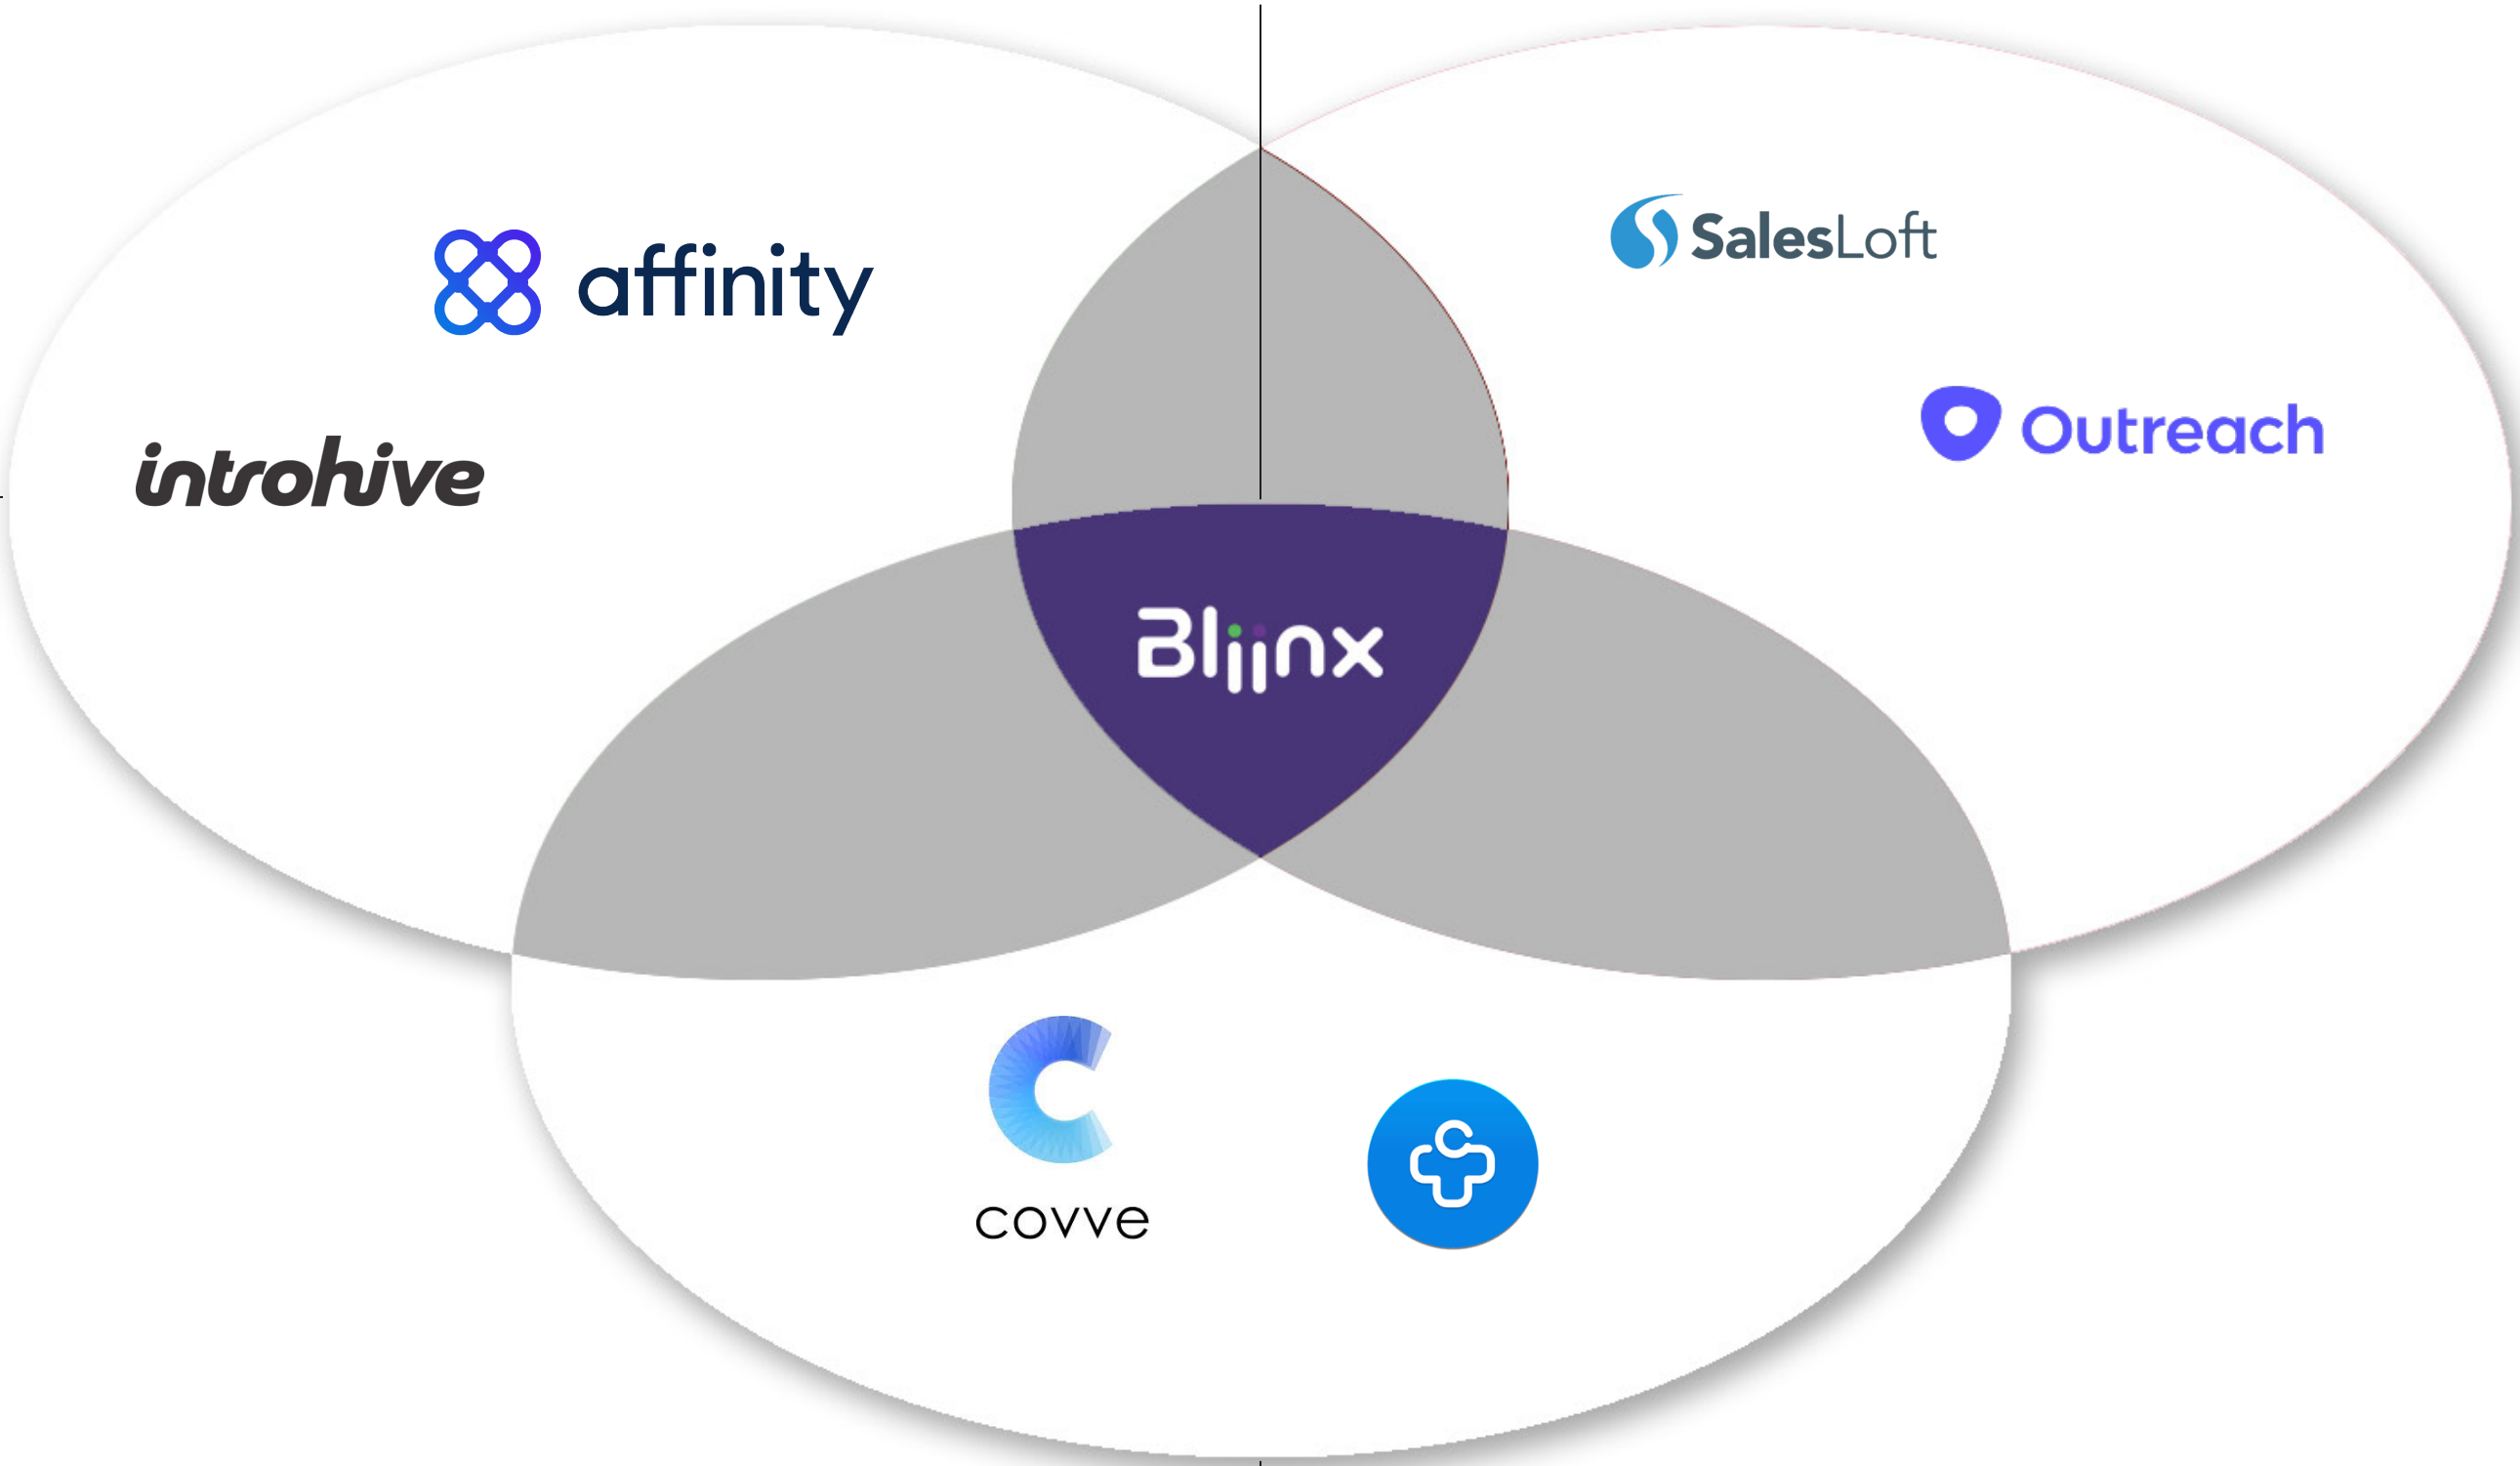 affinity
SalesLoft
Outreach
introhive
Bliinx
covve